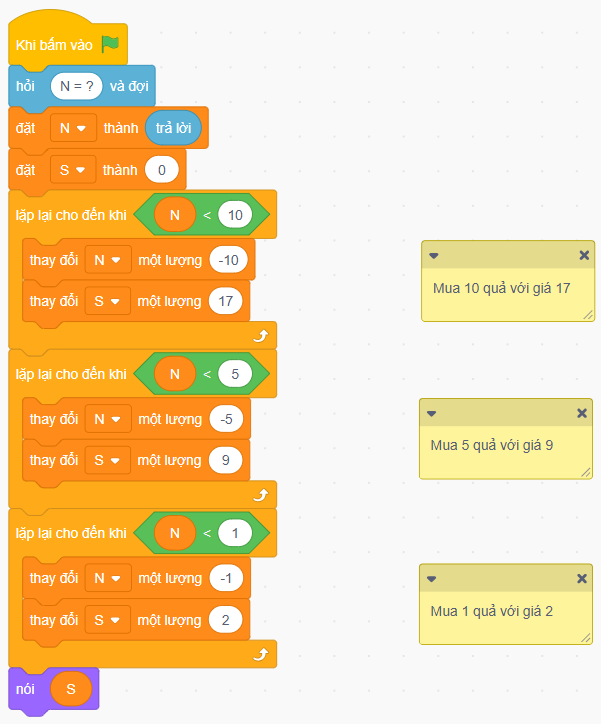 Khi bấm vào
hỏi N = ? và đợi
đặt N thành trả lời
đặt S thành 0
lặp lại cho đến khi N < 10
thay đổi N một lượng -10
thay đổi S một lượng 17
Mua 10 quả với giá 17
lặp lại cho đến khi N < 5
thay đổi N một lượng -5
thay đổi S một lượng 9
Mua 5 quả với giá 9
lặp lại cho đến khi N < 1
thay đổi N một lượng -1
thay đổi S một lượng 2
Mua 1 quả với giá 2
nói S